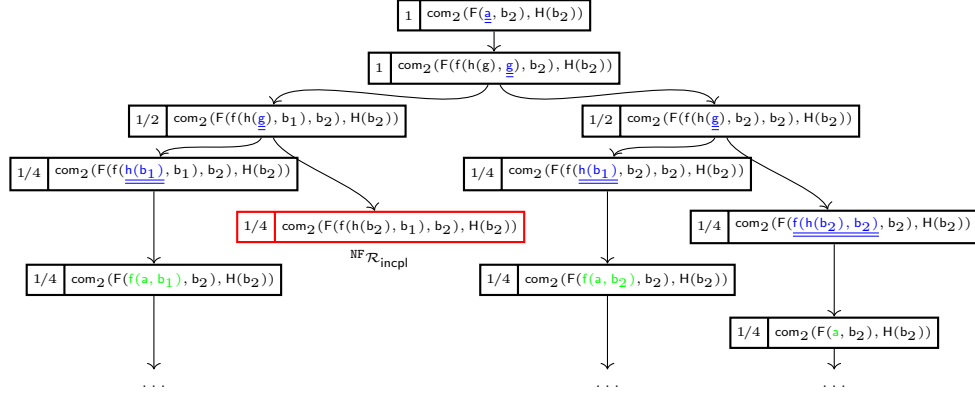 1 com₂(F(a, b₂), H(b₂))
1 com₂(F(f(h(g), g), b₂), H(b₂))
1/2 com₂(F(f(h(g), b₁), b₂), H(b₂))
1/2 com₂(F(f(h(g), b₂), b₂), H(b₂))
1/4 com₂(F(f(h(b₁), b₁), b₂), H(b₂))
1/4 com₂(F(f(h(b₁), b₂), b₂), H(b₂))
1/4 com₂(F(f(h(b₂), b₁), b₂), H(b₂))
1/4 com₂(F(f(h(b₂), b₂), b₂), H(b₂))
NF R incpl
1/4 com₂(F(f(a, b₁), b₂), H(b₂))
1/4 com₂(F(f(a, b₂), b₂), H(b₂))
1/4 com₂(F(a, b₂), H(b₂))
... ... ...